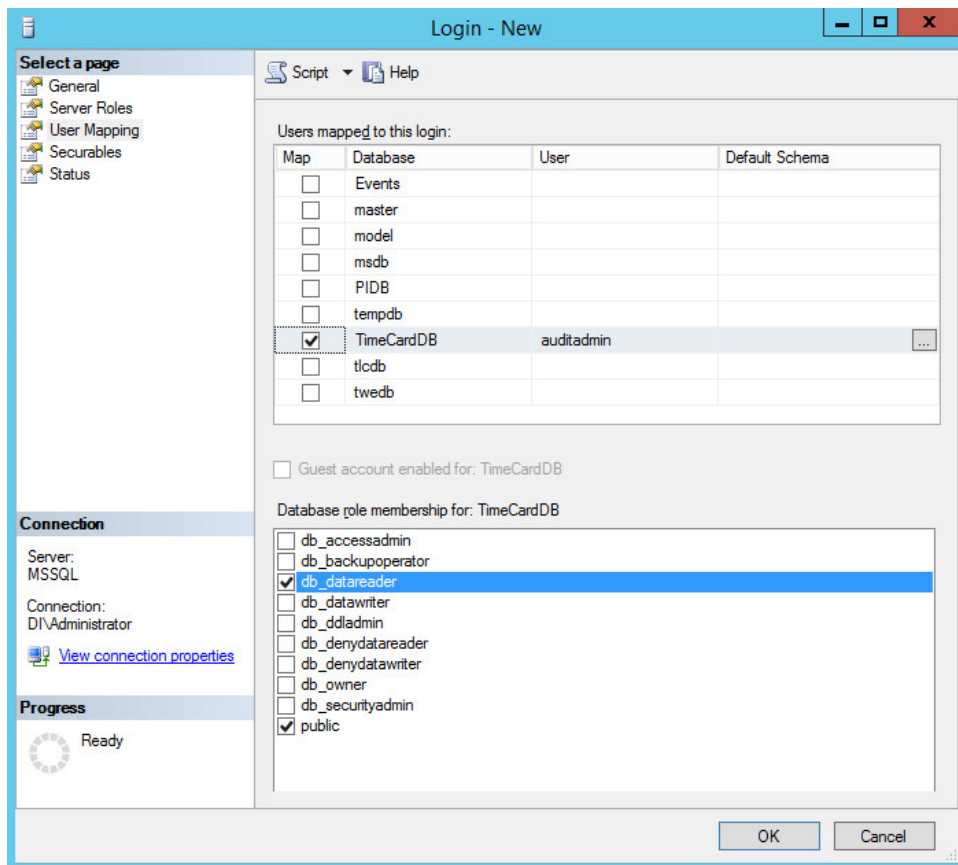 Login - New
Select a page
General
Server Roles
User Mapping
Securables
Status
Script Help
Users mapped to this login:
Map Database User Default Schema
Events
master
model
msdb
PIDB
tempdb
TimeCardDB auditadmin ...
tlcdb
twedb
Guest account enabled for: TimeCardDB
Database role membership for: TimeCardDB
db_accessadmin
db_backupoperator
db_datareader
db_datawriter
db_ddladmin
db_denydatareader
db_denydatawriter
db_owner
db_securityadmin
public
Connection
Server:
MSSQL
Connection:
DI\Administrator
View connection properties
Progress
Ready
OK Cancel